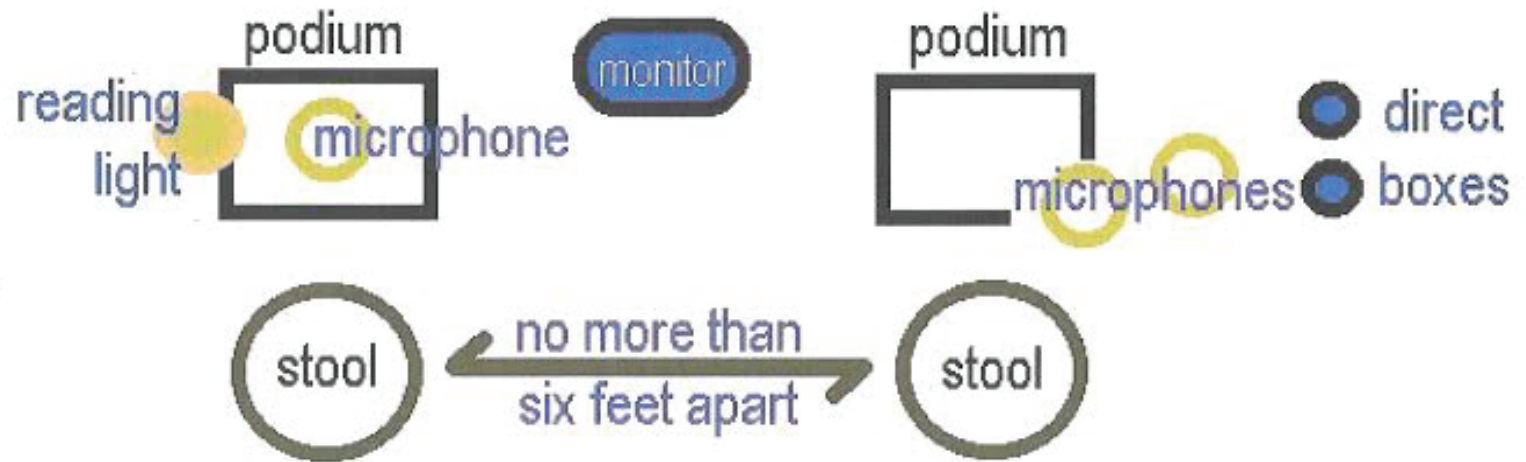 podium
monitor
podium
reading
light
microphone
microphones
direct
boxes
stool
no more than
six feet apart
stool